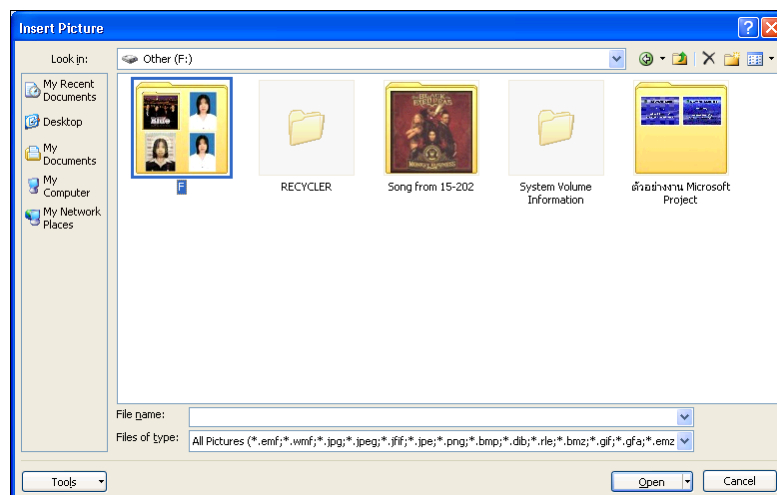 Insert Picture
Look in:
Other (F:)
My Recent
Documents
Desktop
My
Documents
My
Computer
My Network
Places
F
RECYCLER
Song from 15-202
System Volume
Information
ตัวอย่างงาน Microsoft
Project
File name:
Files of type:
All Pictures (*.emf;*.wmf;*.jpg;*.jpeg;*.jfif;*.jpe;*.png;*.bmp;*.dib;*.rle;*.bmz;*.gif;*.gfa;*.emz
Tools
Open
Cancel